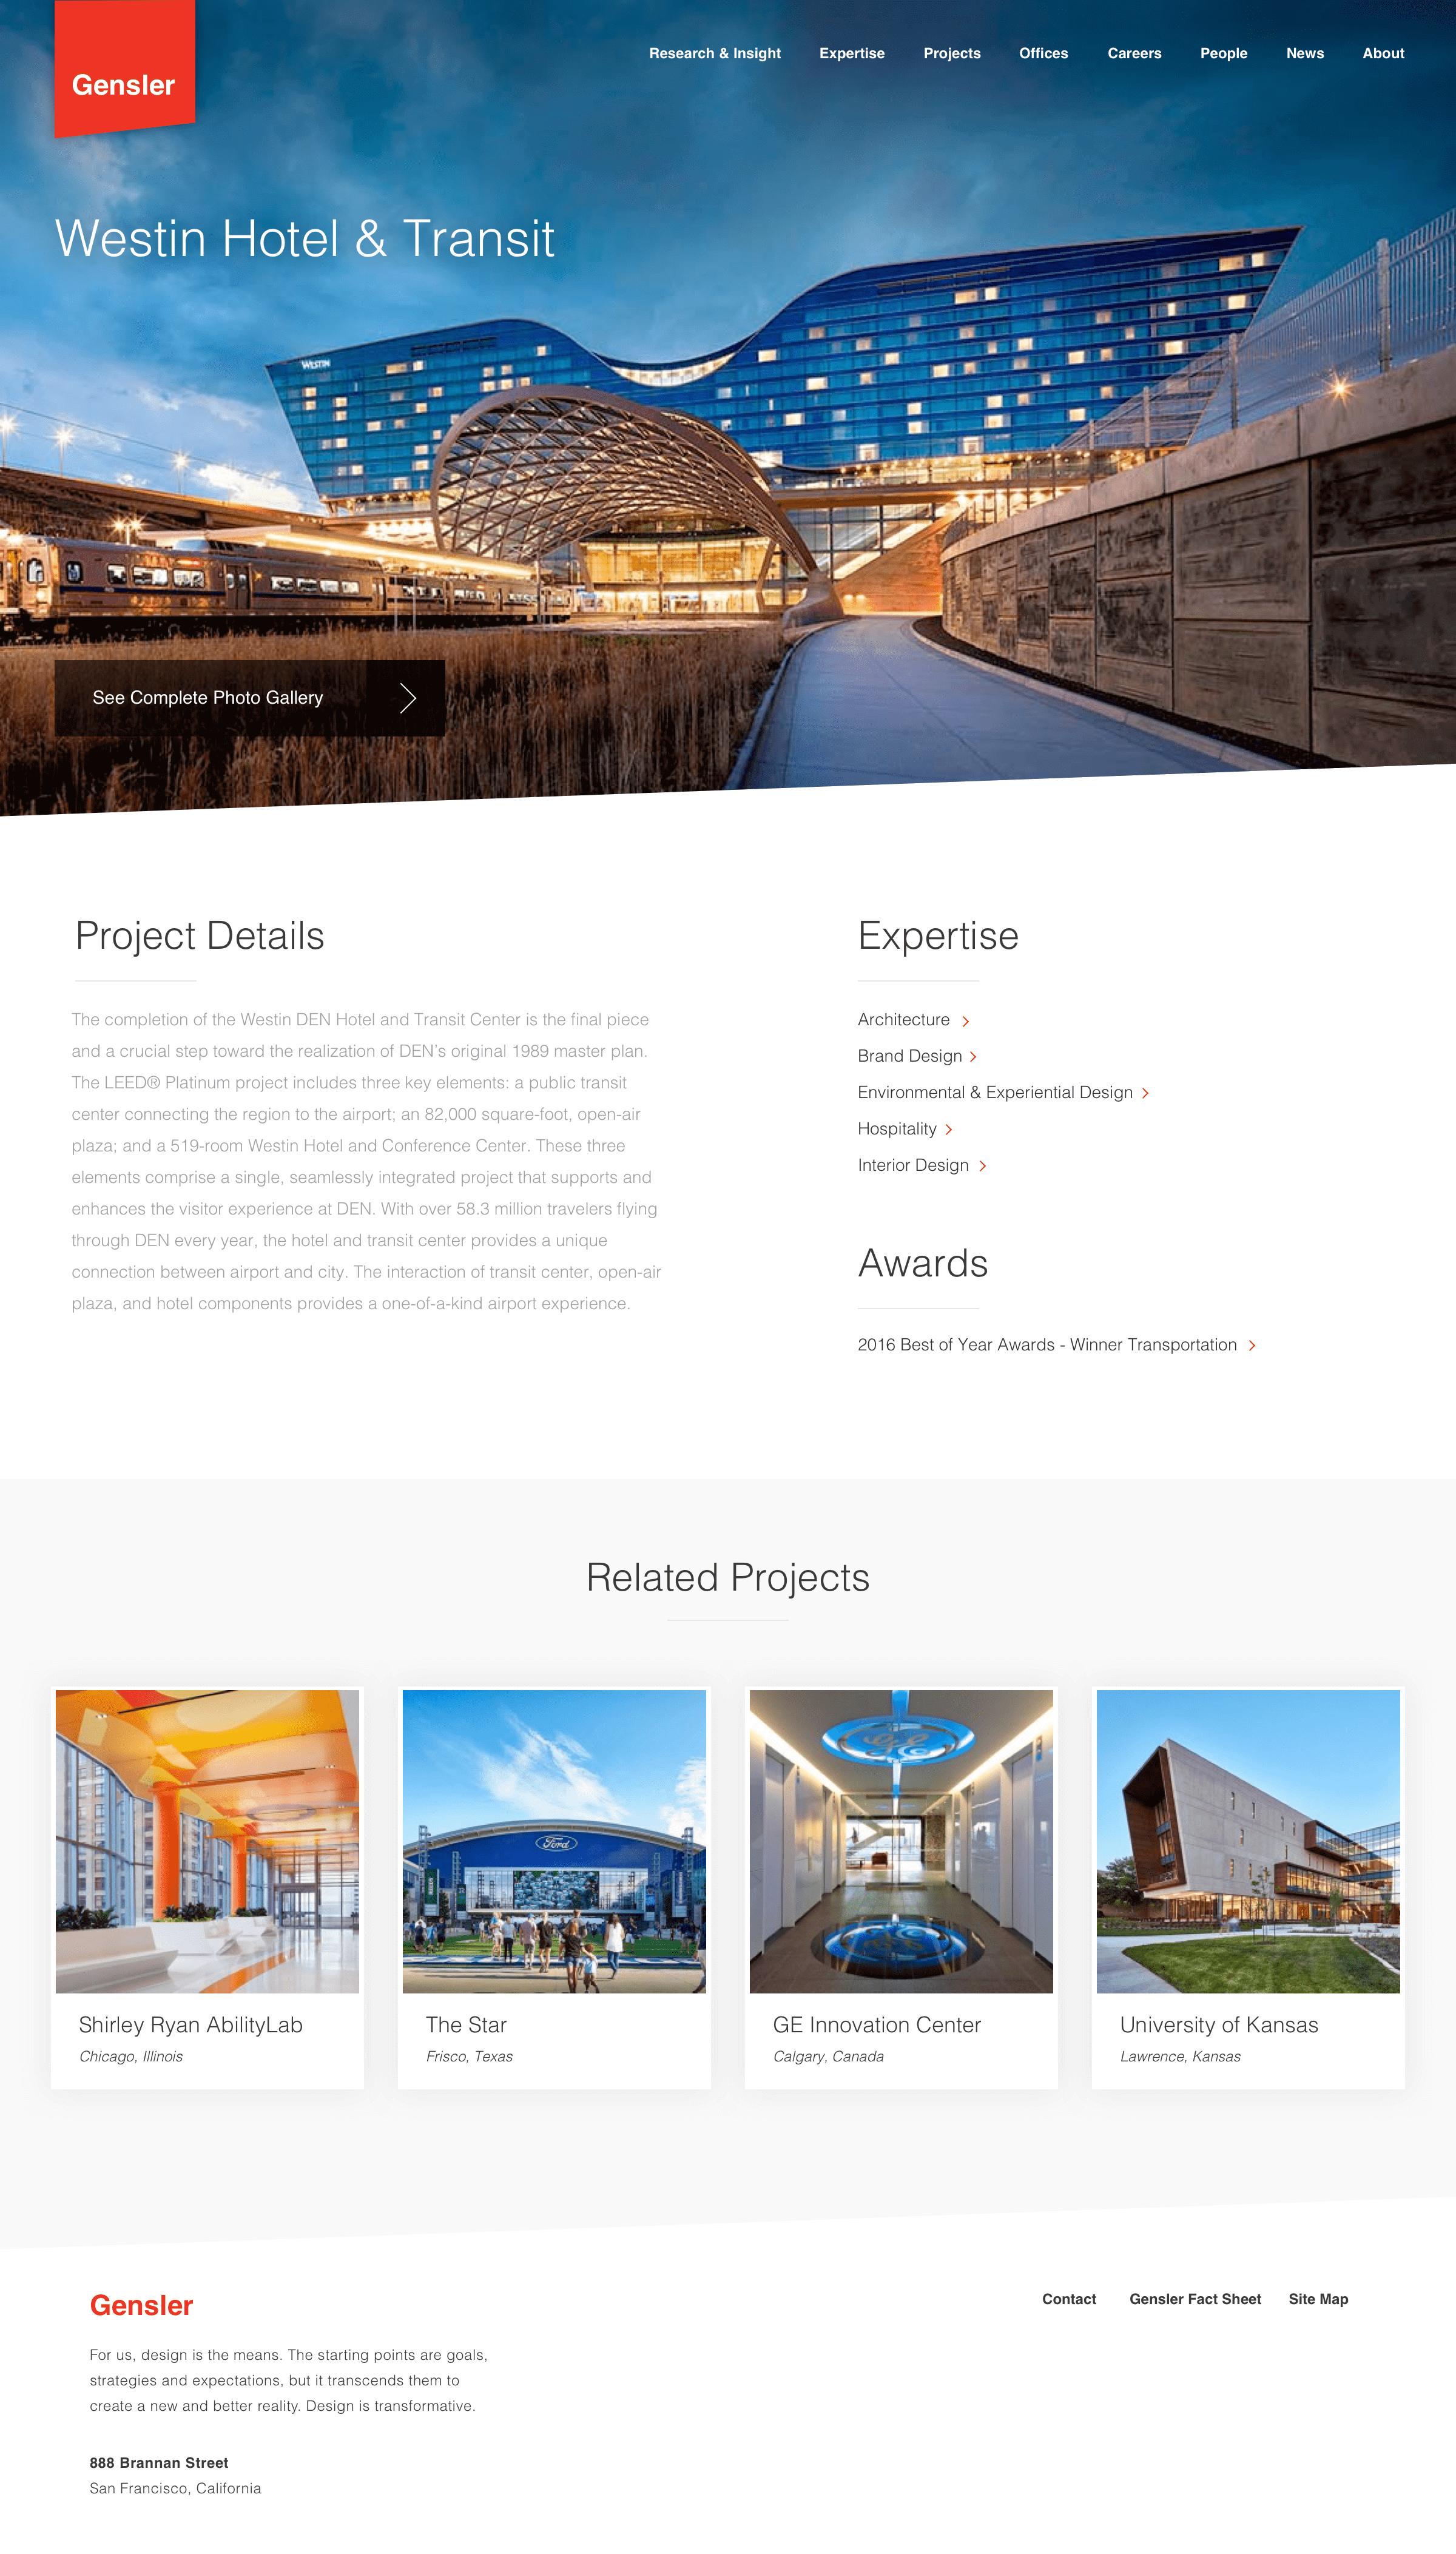 Gensler
Research & Insight
Expertise
Projects
Offices
Careers
People
News
About
Westin Hotel & Transit
WESTIN
See Complete Photo Gallery
Project Details
The completion of the Westin DEN Hotel and Transit Center is the final piece
and a crucial step toward the realization of DEN's original 1989 master plan.
The LEED® Platinum project includes three key elements: a public transit
center connecting the region to the airport; an 82,000 square-foot, open-air
plaza; and a 519-room Westin Hotel and Conference Center. These three
elements comprise a single, seamlessly integrated project that supports and
enhances the visitor experience at DEN. With over 58.3 million travelers flying
through DEN every year, the hotel and transit center provides a unique
connection between airport and city. The interaction of transit center, open-air
plaza, and hotel components provides a one-of-a-kind airport experience.
Expertise
Architecture
Brand Design
Environmental & Experiential Design
Hospitality
Interior Design
Awards
2016 Best of Year Awards - Winner Transportation
Related Projects
Shirley Ryan AbilityLab
Chicago, Illinois
Ford
The Star
Frisco, Texas
GE
GE Innovation Center
Calgary, Canada
University of Kansas
Lawrence, Kansas
Gensler
For us, design is the means. The starting points are goals,
strategies and expectations, but it transcends them to
create a new and better reality. Design is transformative.
888 Brannan Street
San Francisco, California
Contact
Gensler Fact Sheet
Site Map